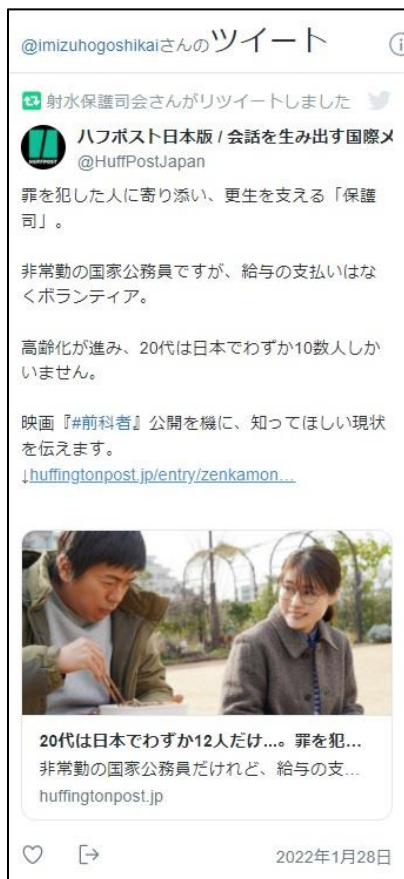 @imizuhogoshikaiさんのツイート
射水保護司会さんがリツイートしました
ハフポスト日本版 / 会話を生み出す国際メ
HUFFPOST
@HuffPostJapan
罪を犯した人に寄り添い、更生を支える「保護
司」。
非常勤の国家公務員ですが、給与の支払いはな
くボランティア。
高齢化が進み、20代は日本でわずか10数人しか
いません。
映画『#前科者』公開を機に、知ってほしい現状
を伝えます。
↓huffingtonpost.jp/entry/zenkamon…
20代は日本でわずか12人だけ...。罪を犯…
非常勤の国家公務員だけれど、給与の支…
huffingtonpost.jp
2022年1月28日